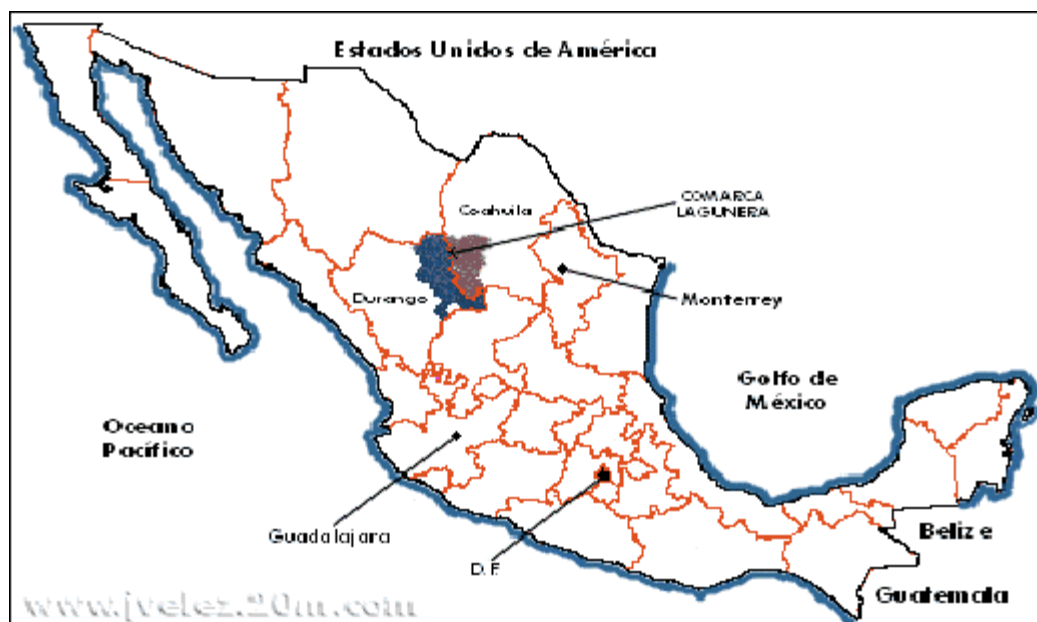 Estados Unidos de América
COMARCA
LAGUNERA
Coahuila
Durango
Monterrey
Golfo de
México
Oceano
Pacífico
Guadalajara
D.F.
Belize
Guatemala
www.jvelez.20m.com